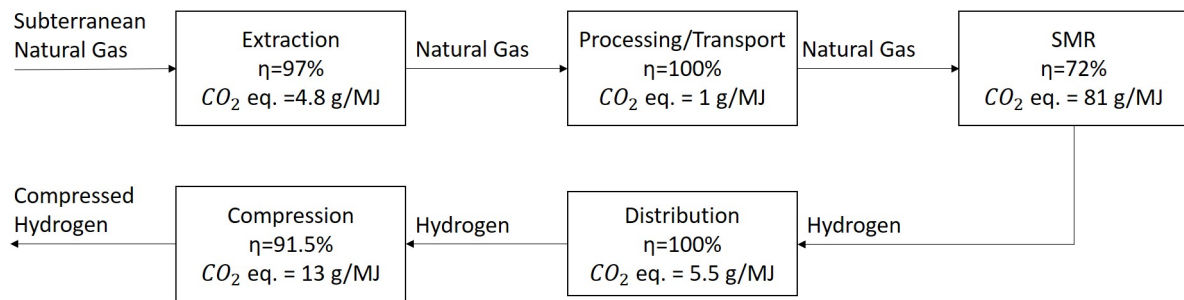 Subterranean
Natural Gas
Extraction
η=97%
CO₂ eq. =4.8 g/MJ
Natural Gas
Processing/Transport
η=100%
CO₂ eq. = 1 g/MJ
Natural Gas
SMR
η=72%
CO₂ eq. = 81 g/MJ
Compressed
Hydrogen
Compression
η=91.5%
CO₂ eq. = 13 g/MJ
Hydrogen
Distribution
η=100%
CO₂ eq. = 5.5 g/MJ
Hydrogen